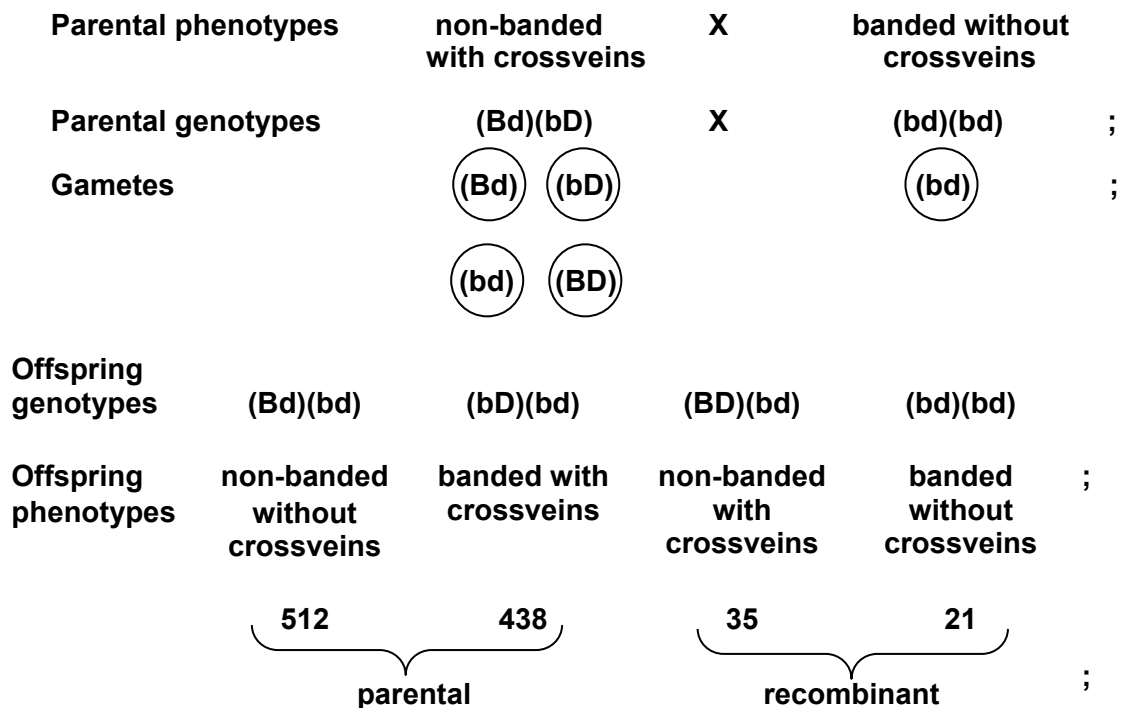 Parental phenotypes non-banded X banded without
with crossveins crossveins
Parental genotypes (Bd)(bD) X (bd)(bd) ;
Gametes (Bd) (bD) (bd) ;
(bd) (BD)
Offspring
genotypes (Bd)(bd) (bD)(bd) (BD)(bd) (bd)(bd)
Offspring non-banded banded with non-banded banded ;
phenotypes without crossveins with without
crossveins crossveins crossveins
512 438 35 21
parental recombinant ;